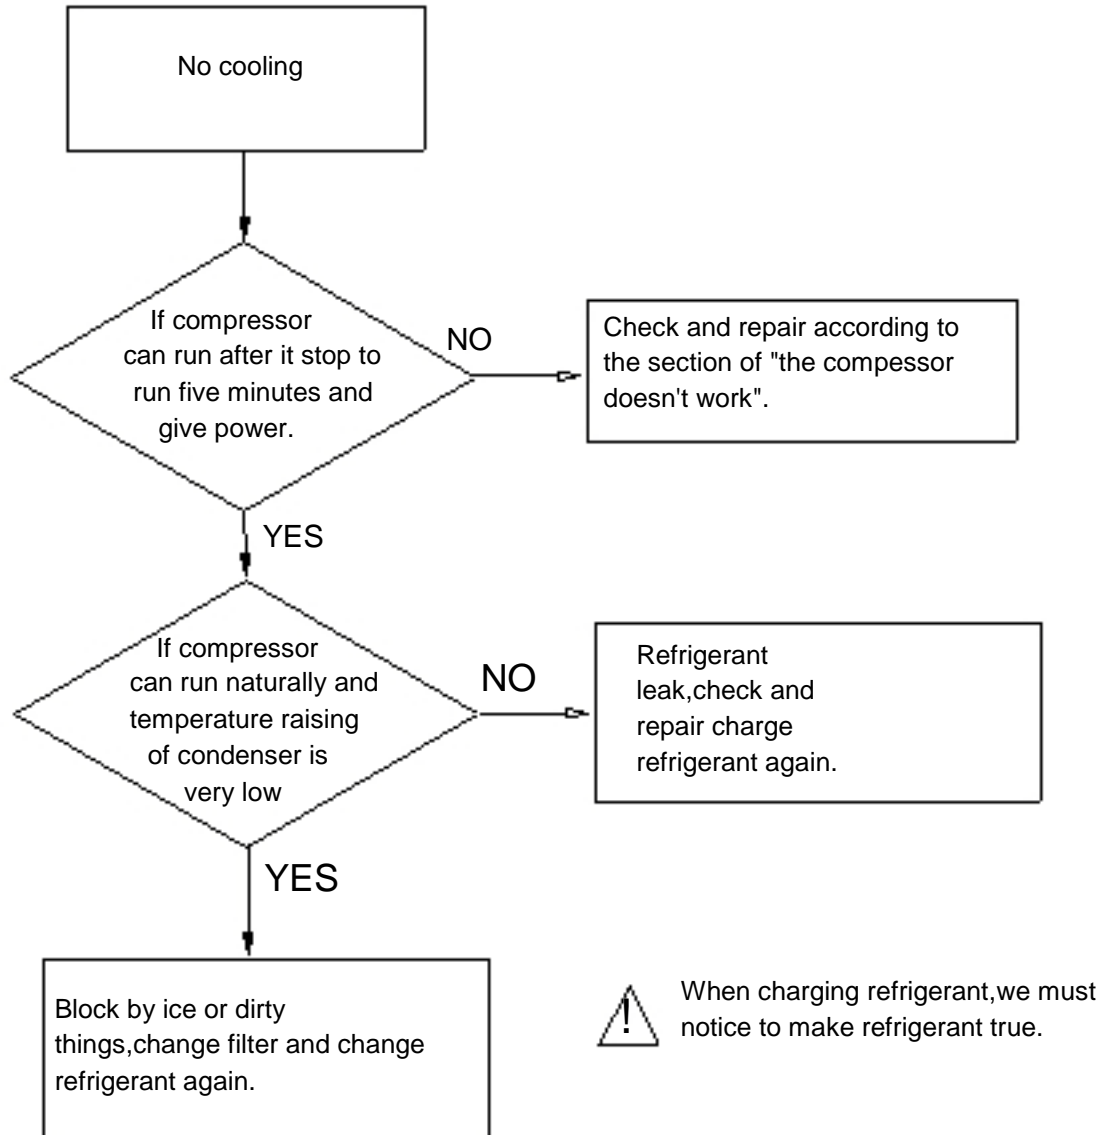 No cooling
If compressor
can run after it stop to
run five minutes and
give power.
NO
Check and repair according to
the section of "the compessor
doesn't work".
YES
If compressor
can run naturally and
temperature raising
of condenser is
very low
NO
Refrigerant
leak,check and
repair charge
refrigerant again.
YES
Block by ice or dirty
things,change filter and change
refrigerant again.
!
When charging refrigerant,we must
notice to make refrigerant true.